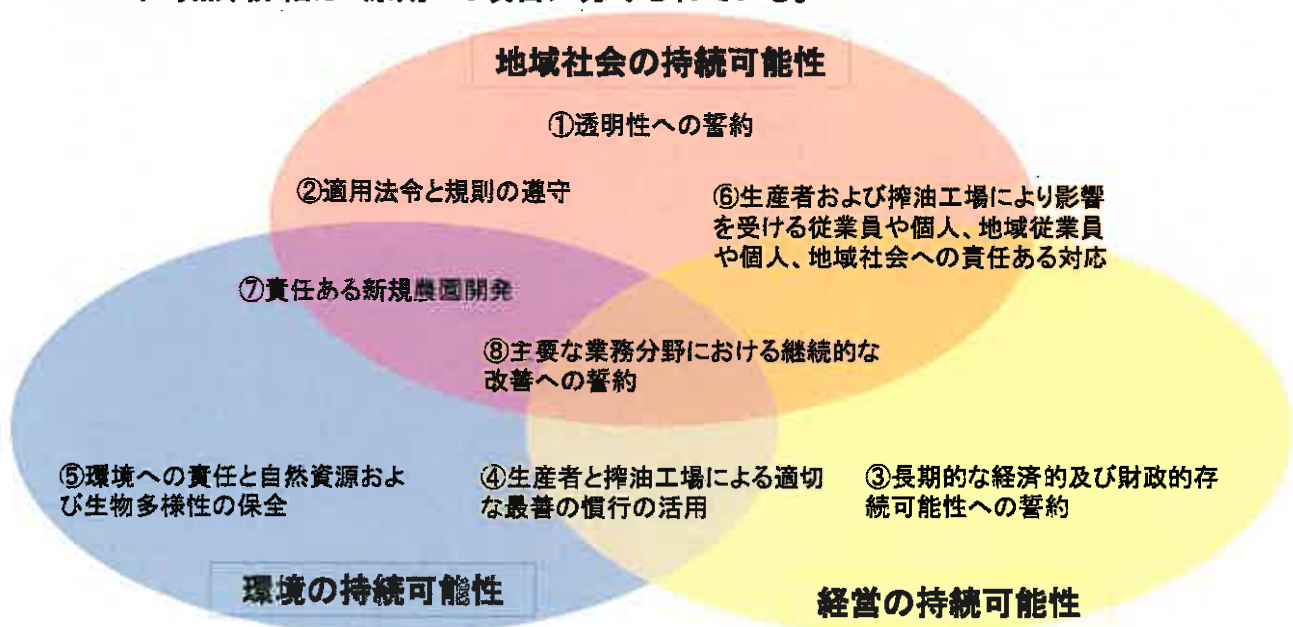 地域社会の持続可能性
①透明性への誓約
②適用法令と規則の遵守
⑥生産者および搾油工場により影響
を受ける従業員や個人、地域従業員
や個人、地域社会への責任ある対応
⑦責任ある新規農園開発
⑧主要な業務分野における継続的な
改善への誓約
⑤環境への責任と自然資源およ
び生物多様性の保全
④生産者と搾油工場による適切
な最善の慣行の活用
③長期的な経済的及び財政的存
続可能性への誓約
環境の持続可能性
経営の持続可能性